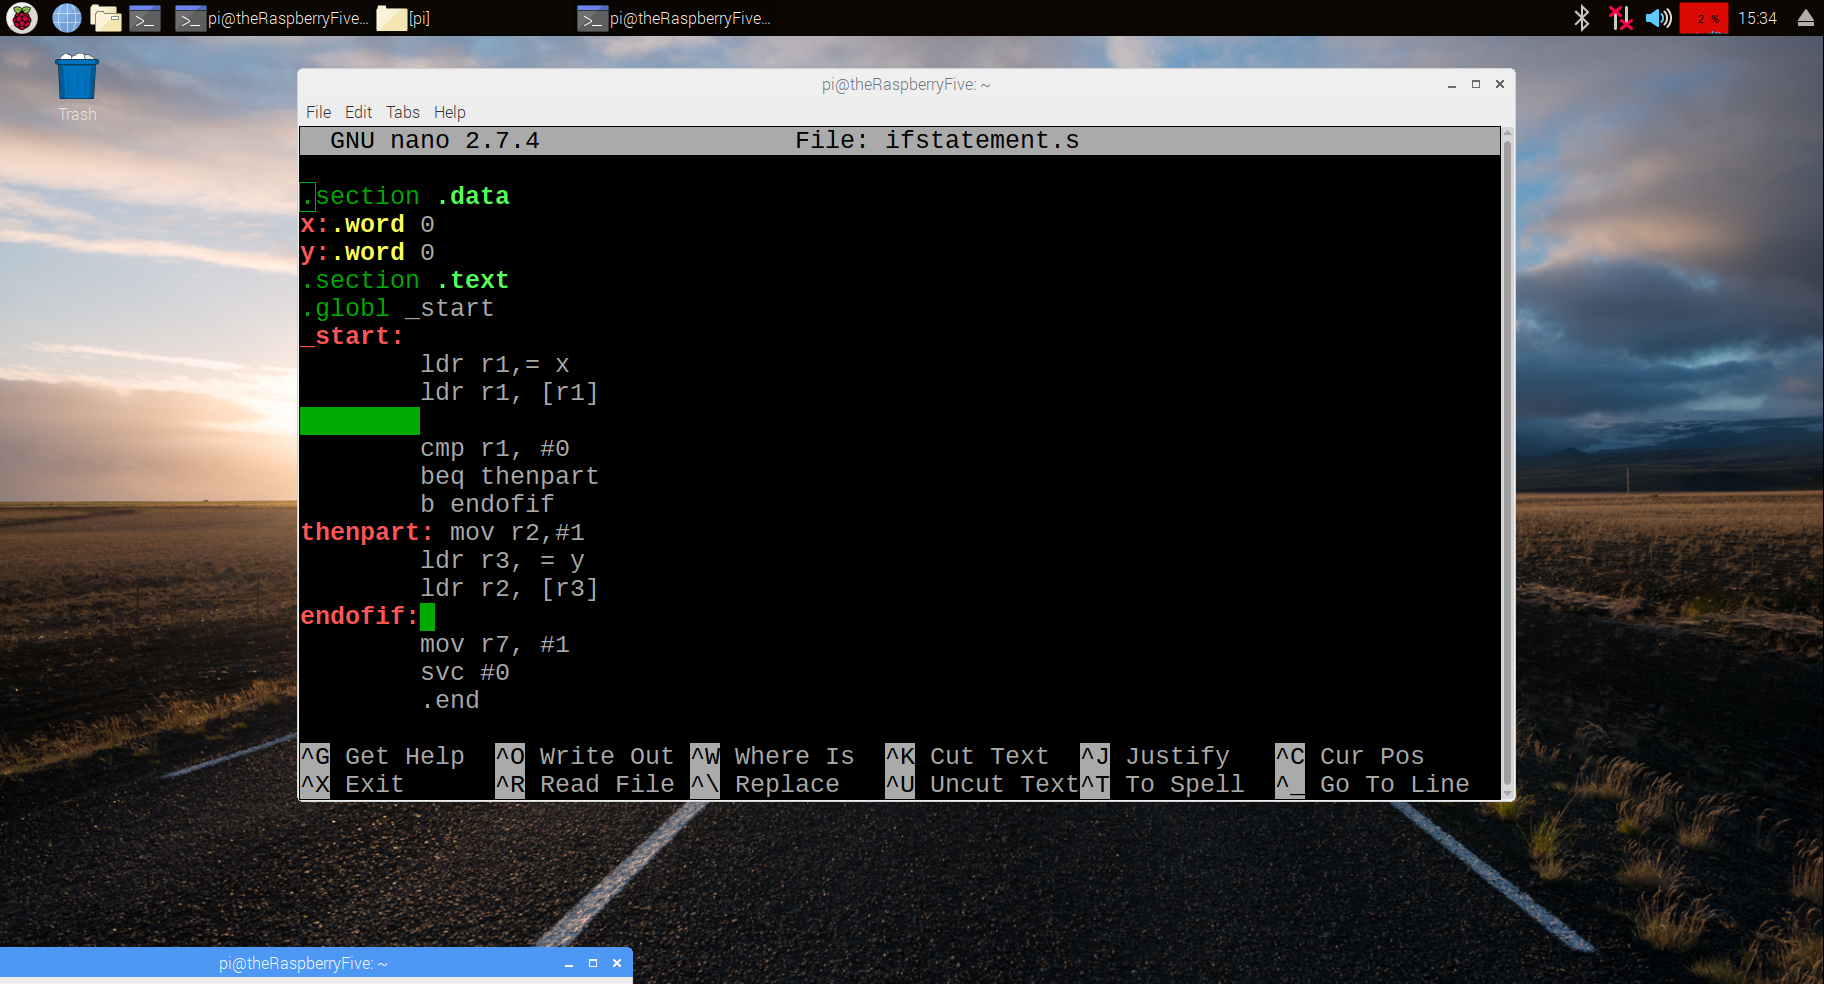 pi@theRaspberryFive... [pi] pi@theRaspberryFive... 2 % 15:34
Trash
pi@theRaspberryFive: ~
File Edit Tabs Help
GNU nano 2.7.4 File: ifstatement.s
.section .data
x:.word 0
y:.word 0
.section .text
.globl _start
_start:
ldr r1,= x
ldr r1, [r1]
cmp r1, #0
beq thenpart
b endofif
thenpart: mov r2,#1
ldr r3, = y
ldr r2, [r3]
endofif:
mov r7, #1
svc #0
.end
^G Get Help ^O Write Out ^W Where Is ^K Cut Text ^J Justify ^C Cur Pos
^X Exit ^R Read File ^\ Replace ^U Uncut Text ^T To Spell ^_ Go To Line
pi@theRaspberryFive: ~